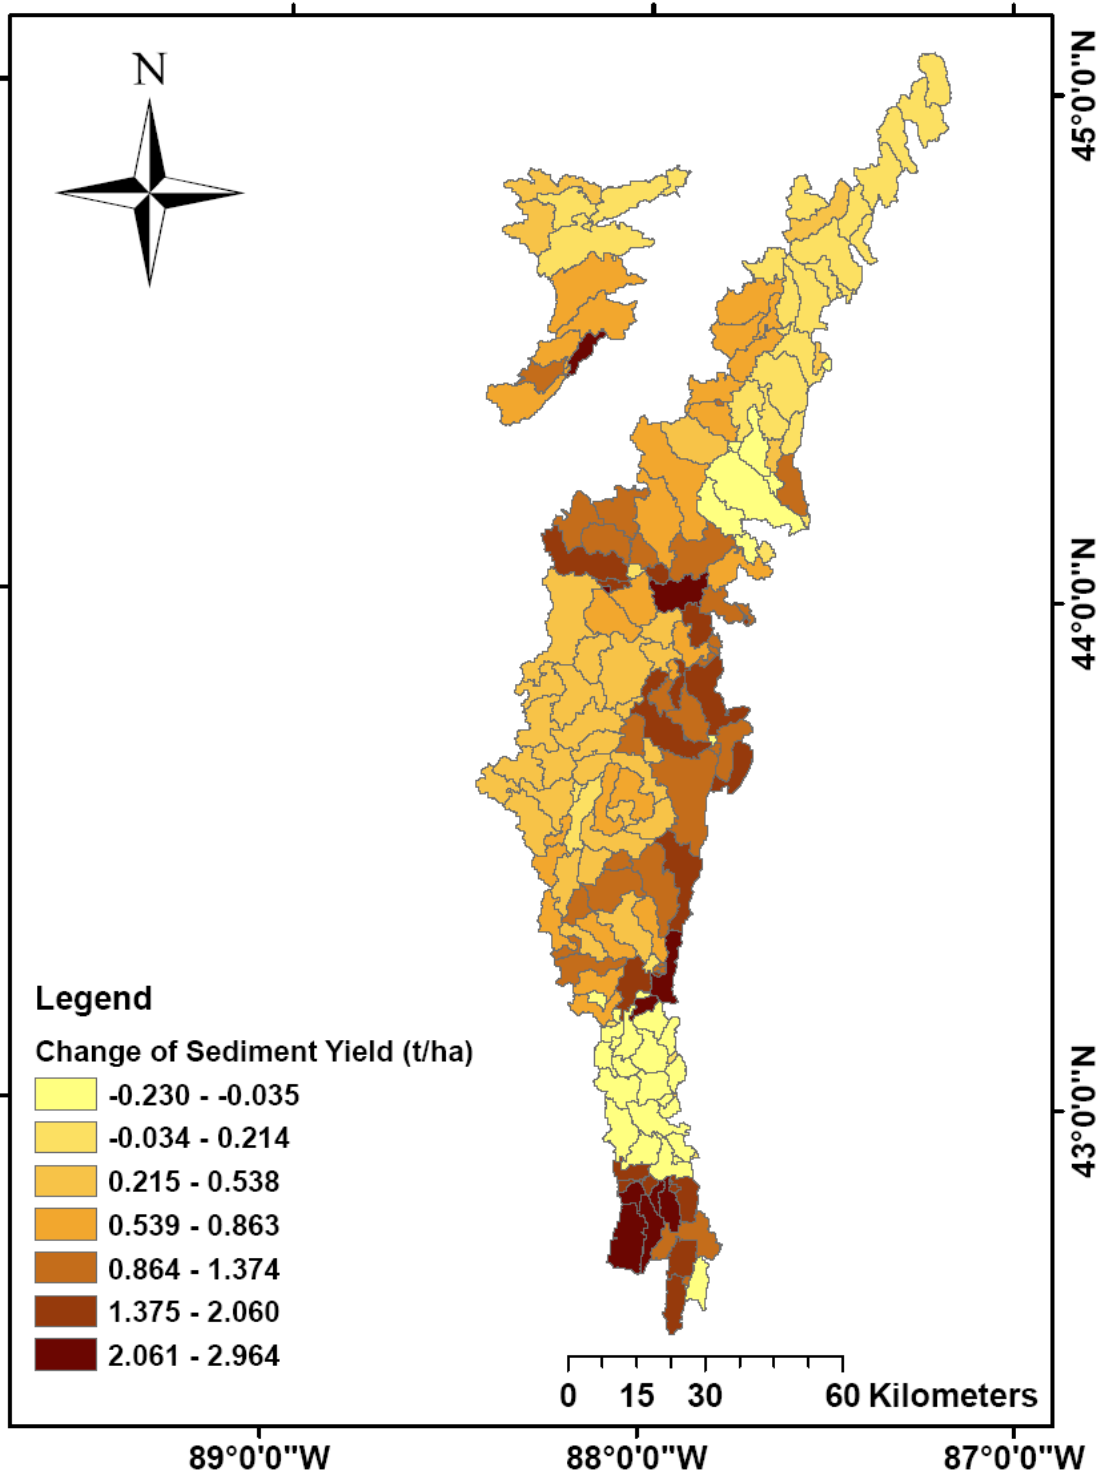 N
45°0'0"N
44°0'0"N
43°0'0"N
Legend
Change of Sediment Yield (t/ha)
-0.230 - -0.035
-0.034 - 0.214
0.215 - 0.538
0.539 - 0.863
0.864 - 1.374
1.375 - 2.060
2.061 - 2.964
0 15 30 60 Kilometers
89°0'0"W 88°0'0"W 87°0'0"W